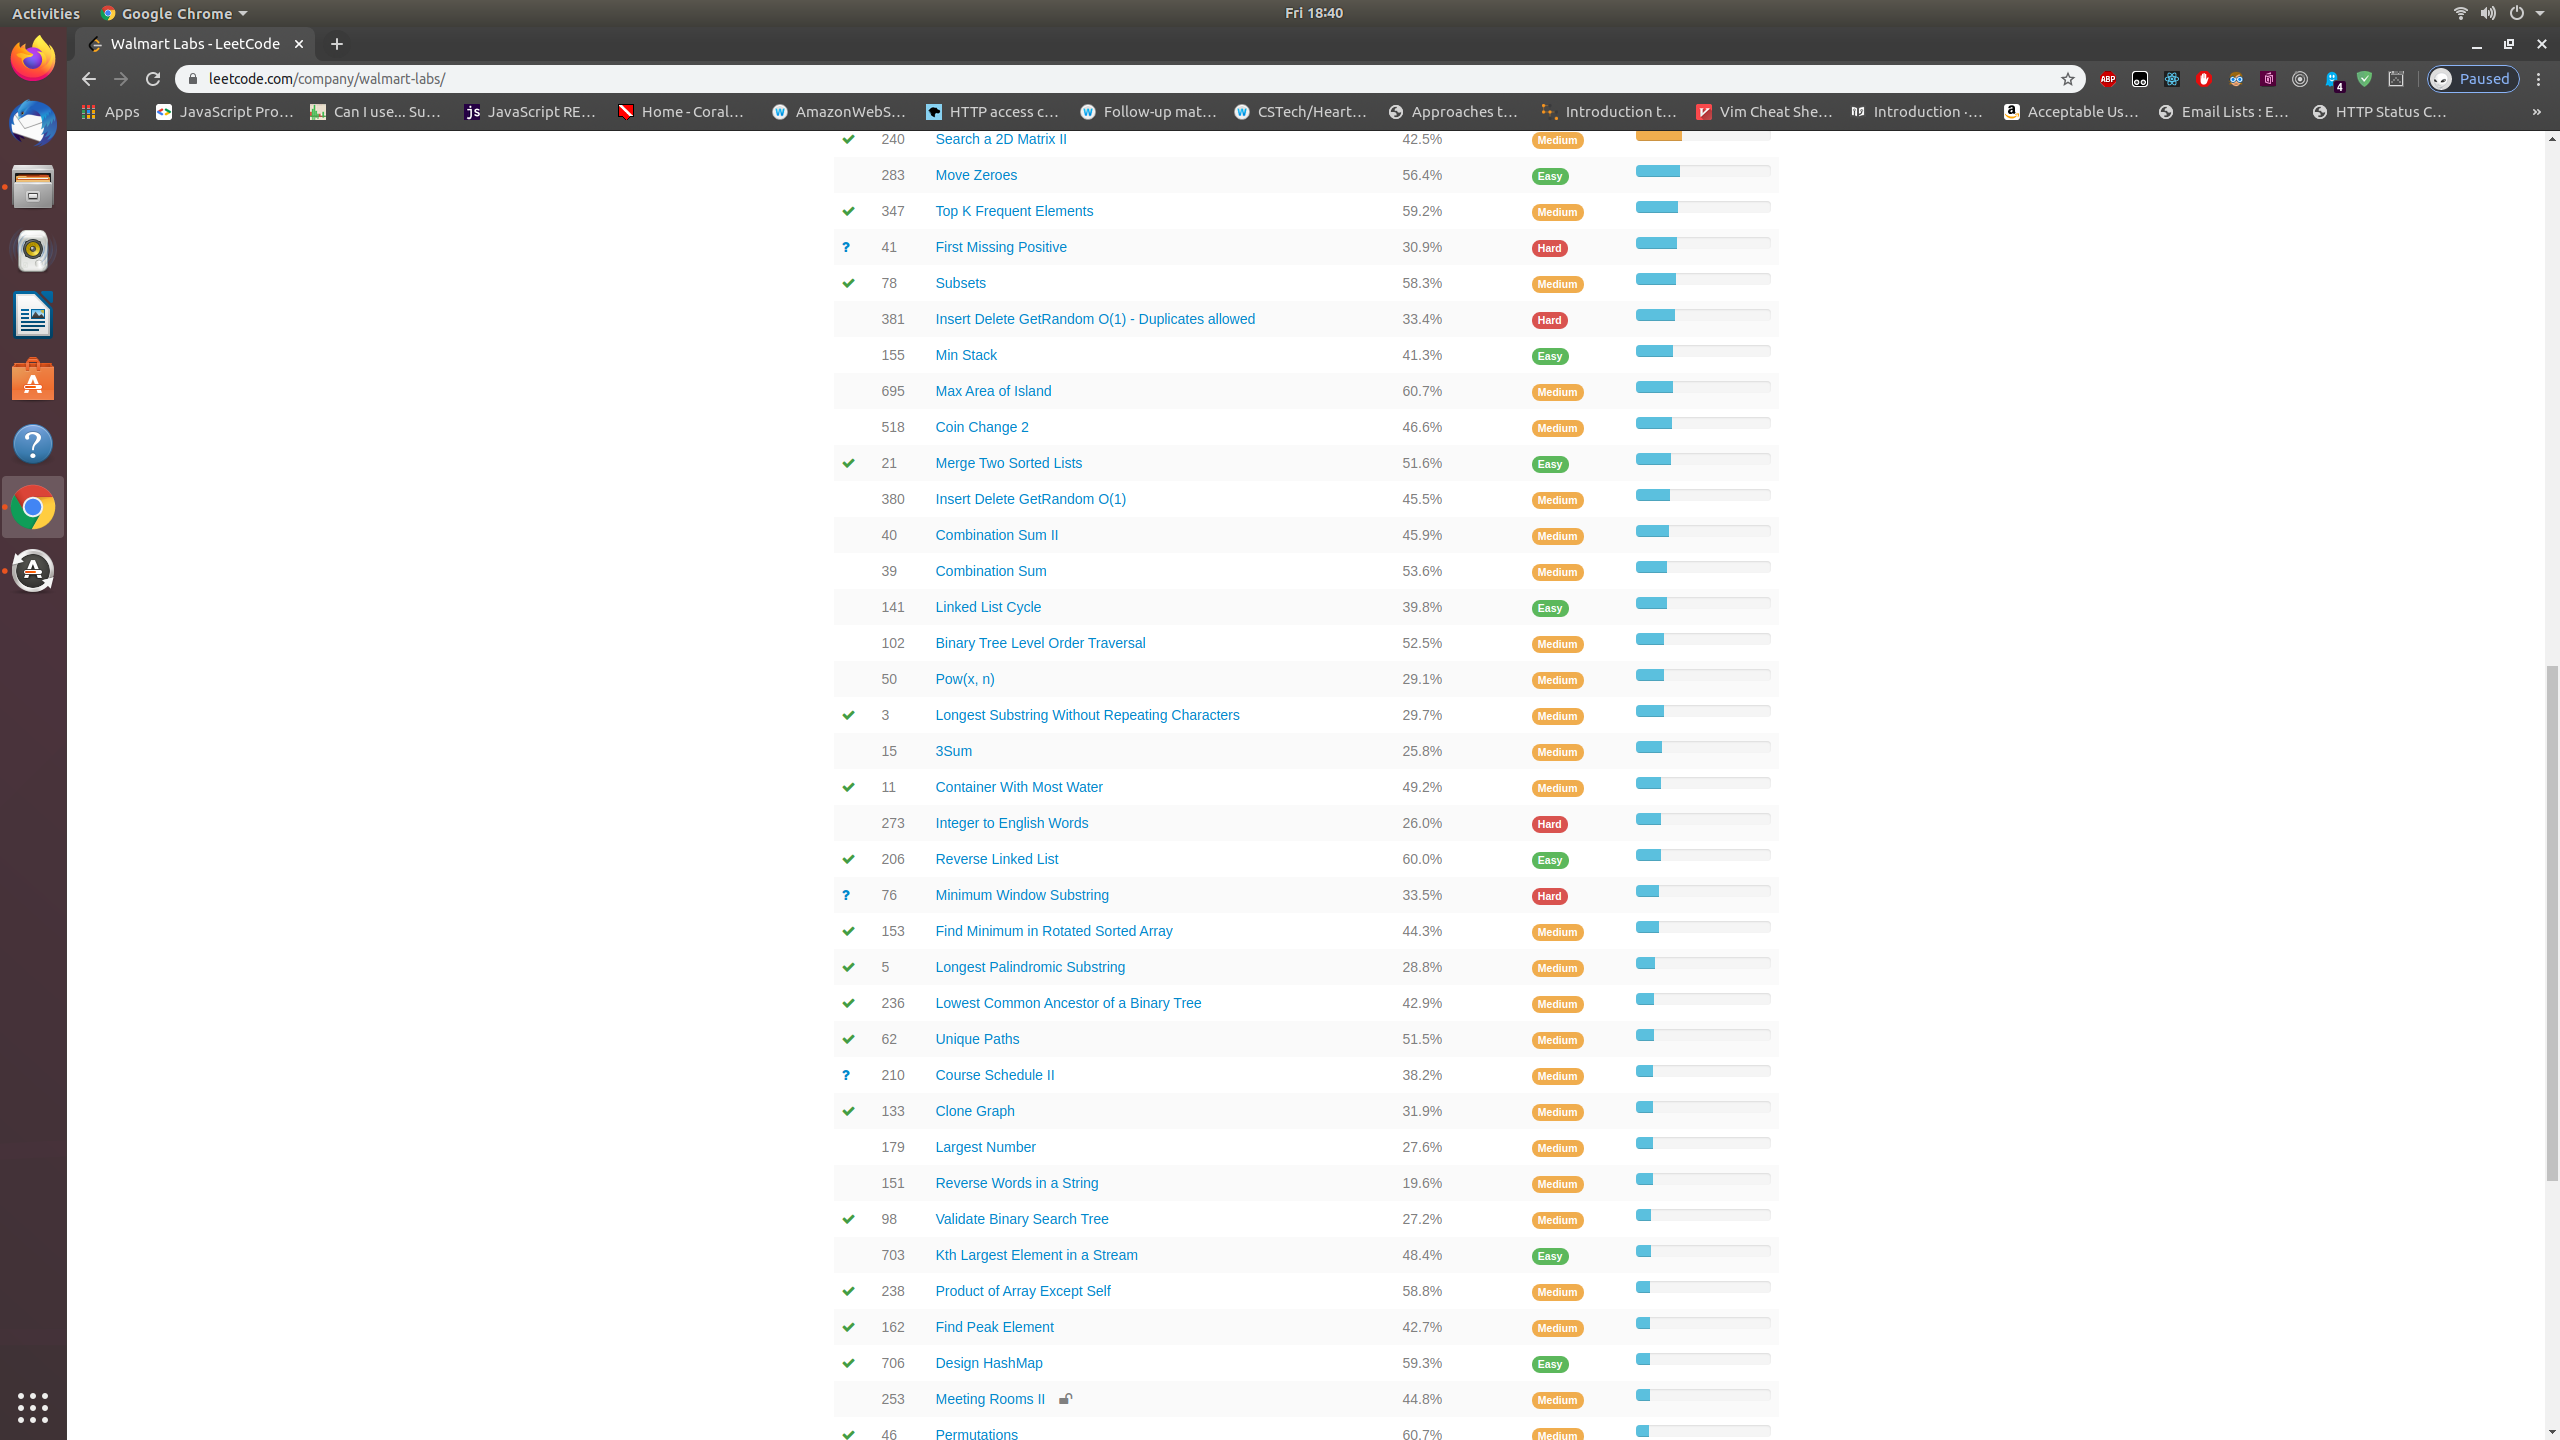 Activities Google Chrome Fri 18:40
Walmart Labs - LeetCode
leetcode.com/company/walmart-labs/ ABP 4 Paused
Apps JavaScript Pro… Can I use... Su… js JavaScript RE… Home - Coral… AmazonWebS… HTTP access c… Follow-up mat… CSTech/Heart… Approaches t… Introduction t… Vim Cheat She… Introduction ·… Acceptable Us… Email Lists : E… HTTP Status C… »
240 Search a 2D Matrix II 42.5% Medium
283 Move Zeroes 56.4% Easy
347 Top K Frequent Elements 59.2% Medium
? 41 First Missing Positive 30.9% Hard
78 Subsets 58.3% Medium
381 Insert Delete GetRandom O(1) - Duplicates allowed 33.4% Hard
155 Min Stack 41.3% Easy
695 Max Area of Island 60.7% Medium
518 Coin Change 2 46.6% Medium
21 Merge Two Sorted Lists 51.6% Easy
380 Insert Delete GetRandom O(1) 45.5% Medium
40 Combination Sum II 45.9% Medium
39 Combination Sum 53.6% Medium
141 Linked List Cycle 39.8% Easy
102 Binary Tree Level Order Traversal 52.5% Medium
50 Pow(x, n) 29.1% Medium
3 Longest Substring Without Repeating Characters 29.7% Medium
15 3Sum 25.8% Medium
11 Container With Most Water 49.2% Medium
273 Integer to English Words 26.0% Hard
206 Reverse Linked List 60.0% Easy
? 76 Minimum Window Substring 33.5% Hard
153 Find Minimum in Rotated Sorted Array 44.3% Medium
5 Longest Palindromic Substring 28.8% Medium
236 Lowest Common Ancestor of a Binary Tree 42.9% Medium
62 Unique Paths 51.5% Medium
? 210 Course Schedule II 38.2% Medium
133 Clone Graph 31.9% Medium
179 Largest Number 27.6% Medium
151 Reverse Words in a String 19.6% Medium
98 Validate Binary Search Tree 27.2% Medium
703 Kth Largest Element in a Stream 48.4% Easy
238 Product of Array Except Self 58.8% Medium
162 Find Peak Element 42.7% Medium
706 Design HashMap 59.3% Easy
253 Meeting Rooms II 44.8% Medium
46 Permutations 60.7% Medium